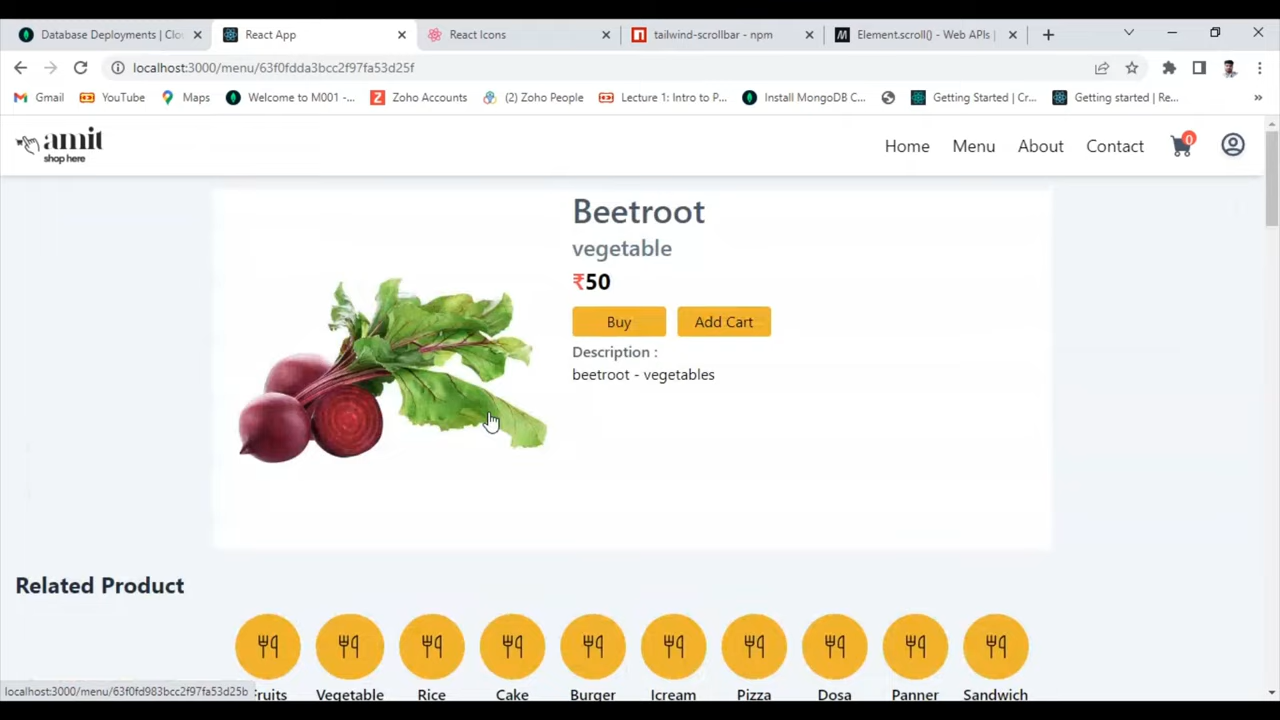 Database Deployments | Clo
React App
React Icons
tailwind-scrollbar - npm
Element.scroll() - Web APIs |
localhost:3000/menu/63f0fdda3bcc2f97fa53d25f
Gmail
YouTube
Maps
Welcome to M001 -...
Zoho Accounts
(2) Zoho People
Lecture 1: Intro to P...
Install MongoDB C...
Getting Started | Cr...
Getting started | Re...
»
amit
shop here
Home
Menu
About
Contact
0
Beetroot
vegetable
₹50
Buy
Add Cart
Description :
beetroot - vegetables
Related Product
Fruits
Vegetable
Rice
Cake
Burger
Icream
Pizza
Dosa
Panner
Sandwich
localhost:3000/menu/63f0fd983bcc2f97fa53d25b